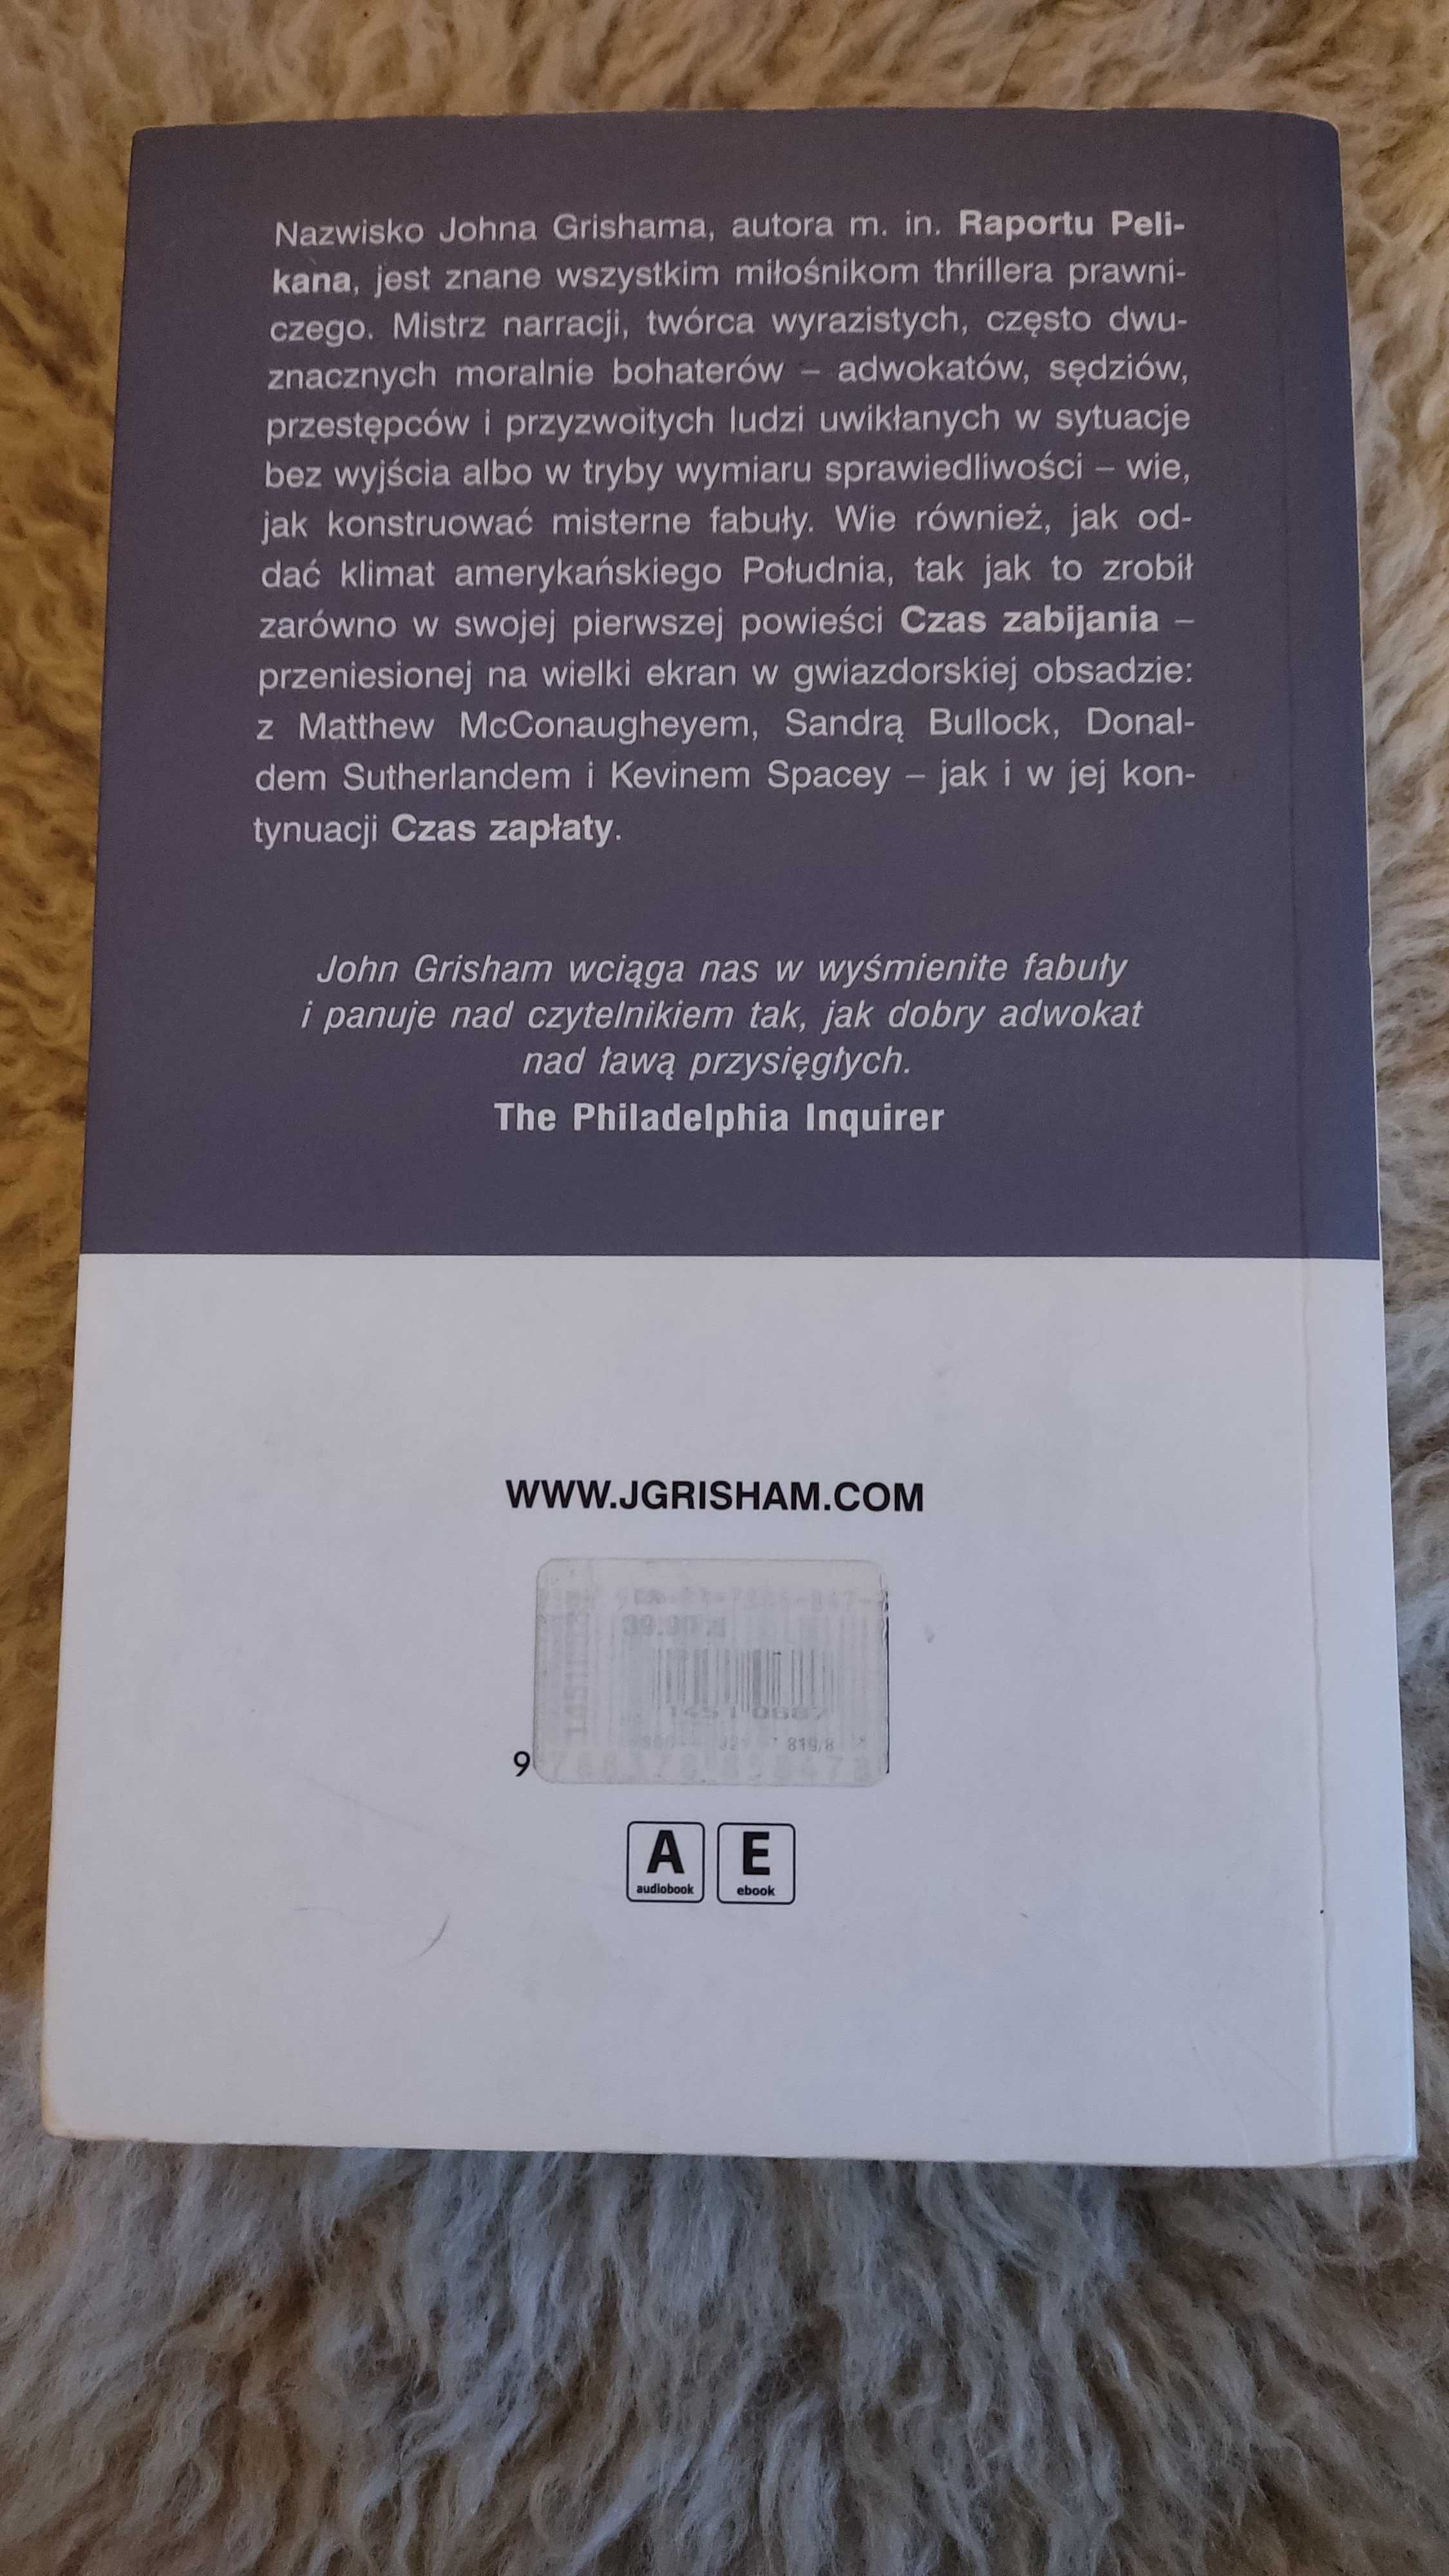 Nazwisko Johna Grishama, autora m. in. Raportu Peli-
kana, jest znane wszystkim miłośnikom thrillera prawni-
czego. Mistrz narracji, twórca wyrazistych, często dwu-
znacznych moralnie bohaterów – adwokatów, sędziów,
przestępców i przyzwoitych ludzi uwikłanych w sytuacje
bez wyjścia albo w tryby wymiaru sprawiedliwości – wie,
jak konstruować misterne fabuły. Wie również, jak od-
dać klimat amerykańskiego Południa, tak jak to zrobił
zarówno w swojej pierwszej powieści Czas zabijania –
przeniesionej na wielki ekran w gwiazdorskiej obsadzie:
z Matthew McConaugheyem, Sandrą Bullock, Donal-
dem Sutherlandem i Kevinem Spacey – jak i w jej kon-
tynuacji Czas zapłaty.
John Grisham wciąga nas w wyśmienite fabuły
i panuje nad czytelnikiem tak, jak dobry adwokat
nad ławą przysięgłych.
The Philadelphia Inquirer
WWW.JGRISHAM.COM
39.90 zł
819/8
9
A E
audiobook ebook